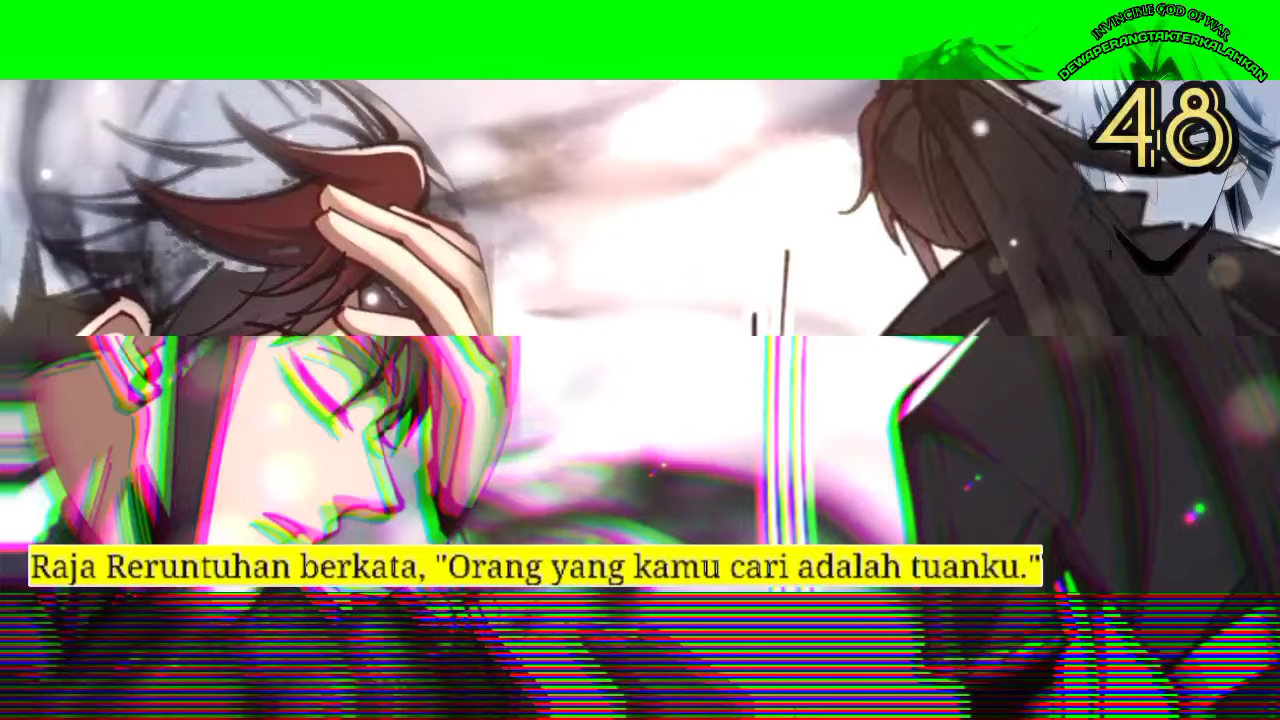 INVINCIBLE GOD OF WAR
DEWAPERANGTAKTERKALAHKAN
48
Raja Reruntuhan berkata, "Orang yang kamu cari adalah tuanku."